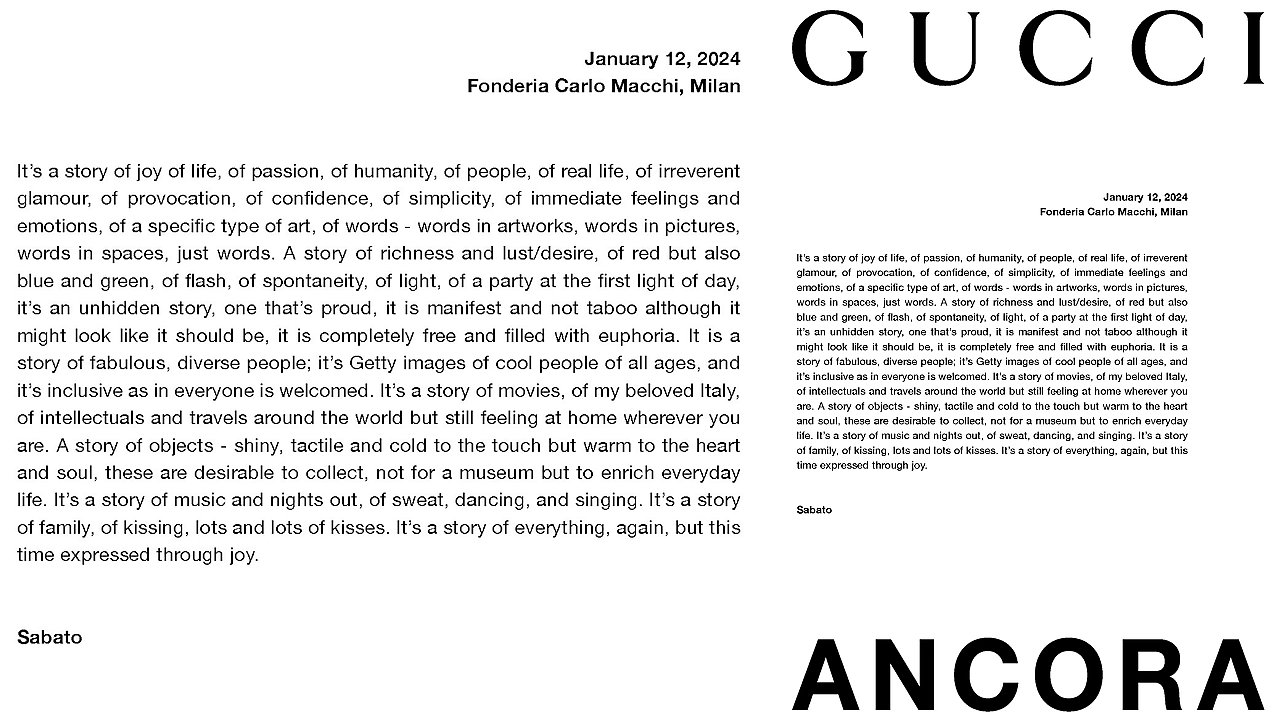 January 12, 2024
Fonderia Carlo Macchi, Milan
It’s a story of joy of life, of passion, of humanity, of people, of real life, of irreverent
glamour, of provocation, of confidence, of simplicity, of immediate feelings and
emotions, of a specific type of art, of words - words in artworks, words in pictures,
words in spaces, just words. A story of richness and lust/desire, of red but also
blue and green, of flash, of spontaneity, of light, of a party at the first light of day,
it’s an unhidden story, one that’s proud, it is manifest and not taboo although it
might look like it should be, it is completely free and filled with euphoria. It is a
story of fabulous, diverse people; it’s Getty images of cool people of all ages, and
it’s inclusive as in everyone is welcomed. It’s a story of movies, of my beloved Italy,
of intellectuals and travels around the world but still feeling at home wherever you
are. A story of objects - shiny, tactile and cold to the touch but warm to the heart
and soul, these are desirable to collect, not for a museum but to enrich everyday
life. It’s a story of music and nights out, of sweat, dancing, and singing. It’s a story
of family, of kissing, lots and lots of kisses. It’s a story of everything, again, but this
time expressed through joy.
Sabato
GUCCI
January 12, 2024
Fonderia Carlo Macchi, Milan
It’s a story of joy of life, of passion, of humanity, of people, of real life, of irreverent
glamour, of provocation, of confidence, of simplicity, of immediate feelings and
emotions, of a specific type of art, of words - words in artworks, words in pictures,
words in spaces, just words. A story of richness and lust/desire, of red but also
blue and green, of flash, of spontaneity, of light, of a party at the first light of day,
it’s an unhidden story, one that’s proud, it is manifest and not taboo although it
might look like it should be, it is completely free and filled with euphoria. It is a
story of fabulous, diverse people; it’s Getty images of cool people of all ages, and
it’s inclusive as in everyone is welcomed. It’s a story of movies, of my beloved Italy,
of intellectuals and travels around the world but still feeling at home wherever you
are. A story of objects - shiny, tactile and cold to the touch but warm to the heart
and soul, these are desirable to collect, not for a museum but to enrich everyday
life. It’s a story of music and nights out, of sweat, dancing, and singing. It’s a story
of family, of kissing, lots and lots of kisses. It’s a story of everything, again, but this
time expressed through joy.
Sabato
ANCORA